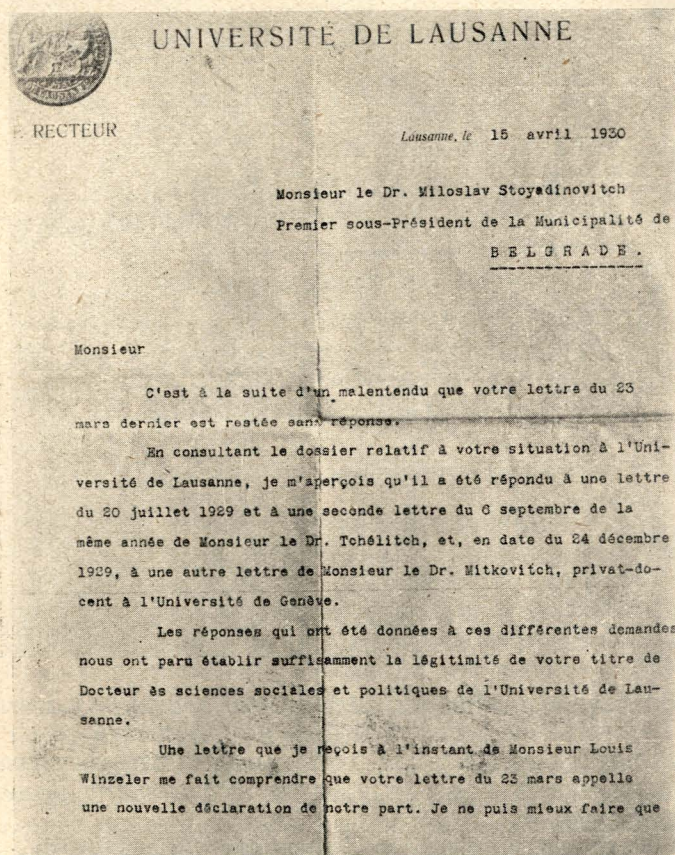 UNIVERSITÉ DE LAUSANNE
RECTEUR
Lausanne, le 15 avril 1930
Monsieur le Dr. Miloslav Stoyadinovitch
Premier sous-Président de la Municipalité de
BELGRADE.
Monsieur
C'est à la suite d'un malentendu que votre lettre du 23
mars dernier est restée sans réponse.
En consultant le dossier relatif à votre situation à l'Uni-
versité de Lausanne, je m'aperçois qu'il a été répondu à une lettre
du 20 juillet 1929 et à une seconde lettre du 6 septembre de la
même année de Monsieur le Dr. Tchélitch, et, en date du 24 décembre
1929, à une autre lettre de Monsieur le Dr. Mitkovitch, privat-do-
cent à l'Université de Genève.
Les réponses qui ont été données à ces différentes demandes
nous ont paru établir suffisamment la légitimité de votre titre de
Docteur ès sciences sociales et politiques de l'Université de Lau-
sanne.
Une lettre que je reçois à l'instant de Monsieur Louis
Winzeler me fait comprendre que votre lettre du 23 mars appelle
une nouvelle déclaration de notre part. Je ne puis mieux faire que